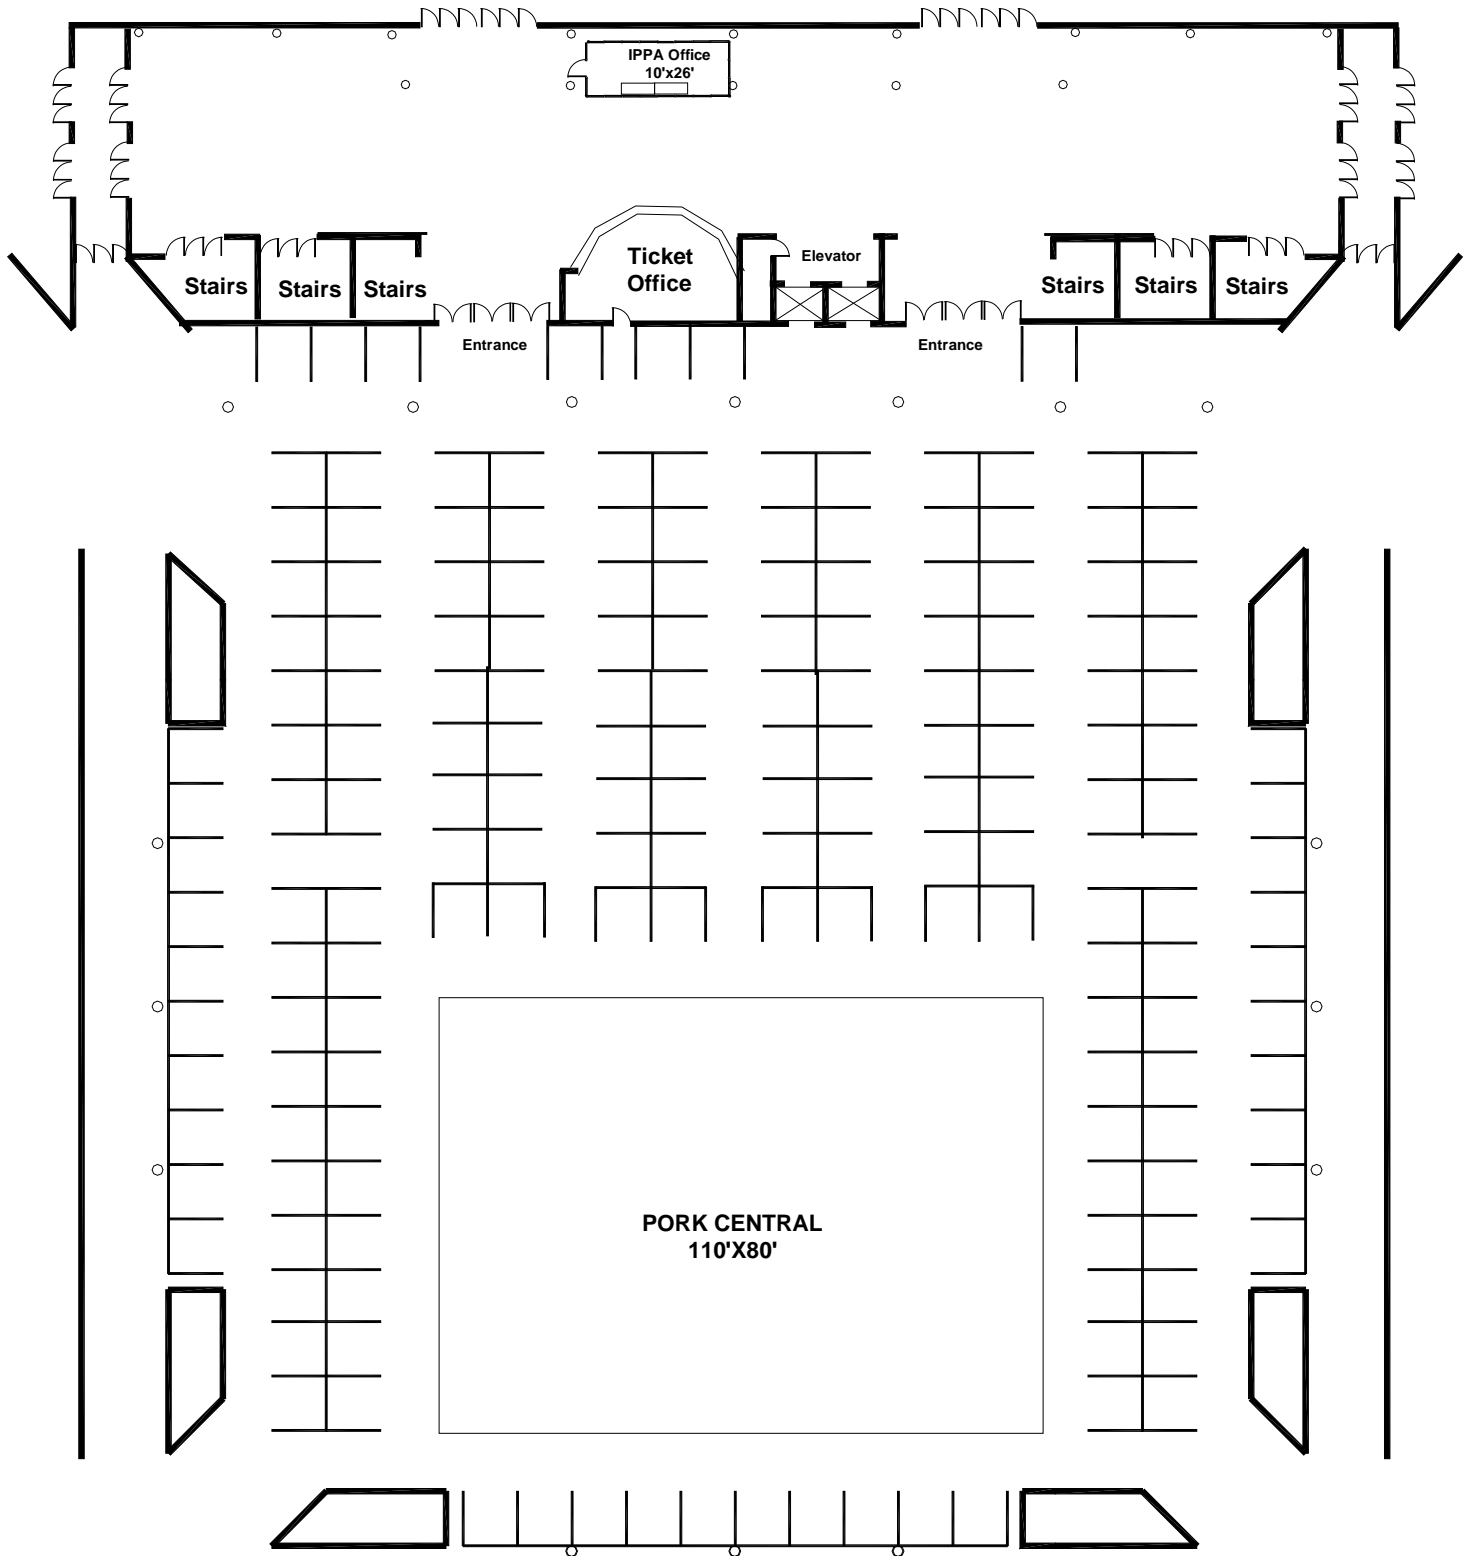 IPPA Office
10'x26'
Ticket
Office
Elevator
Stairs
Stairs
Stairs
Stairs
Stairs
Stairs
Entrance
Entrance
PORK CENTRAL
110'X80'